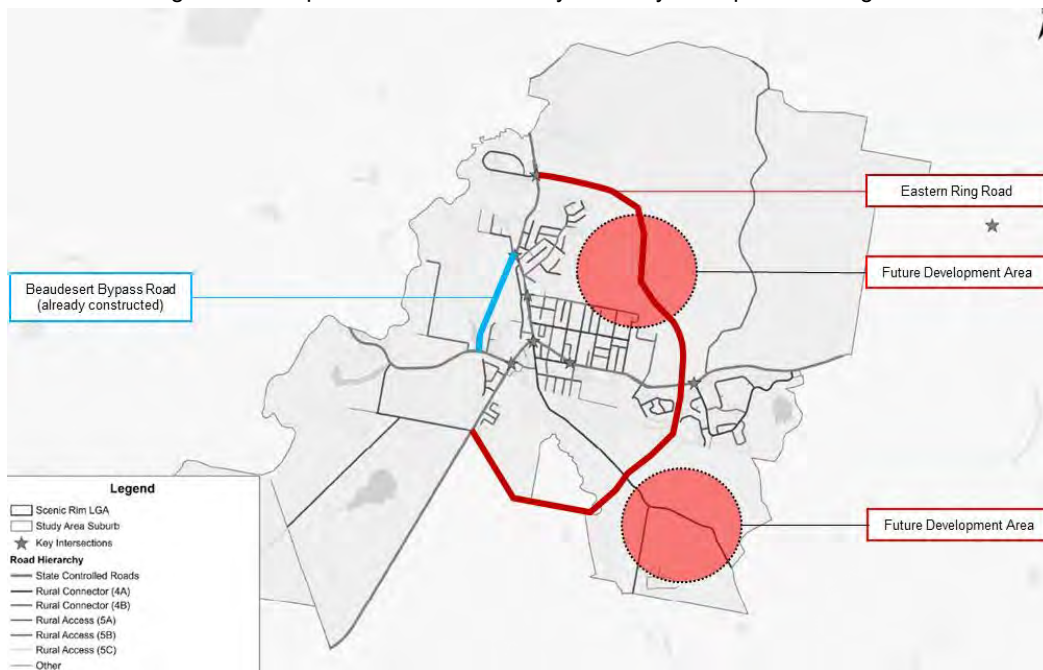 Eastern Ring Road
Future Development Area
Beaudesert Bypass Road
(already constructed)
Future Development Area
Legend
Scenic Rim LGA
Study Area Suburb
Key Intersections
Road Hierarchy
State Controlled Roads
Rural Connector (4A)
Rural Connector (4B)
Rural Access (5A)
Rural Access (5B)
Rural Access (5C)
Other